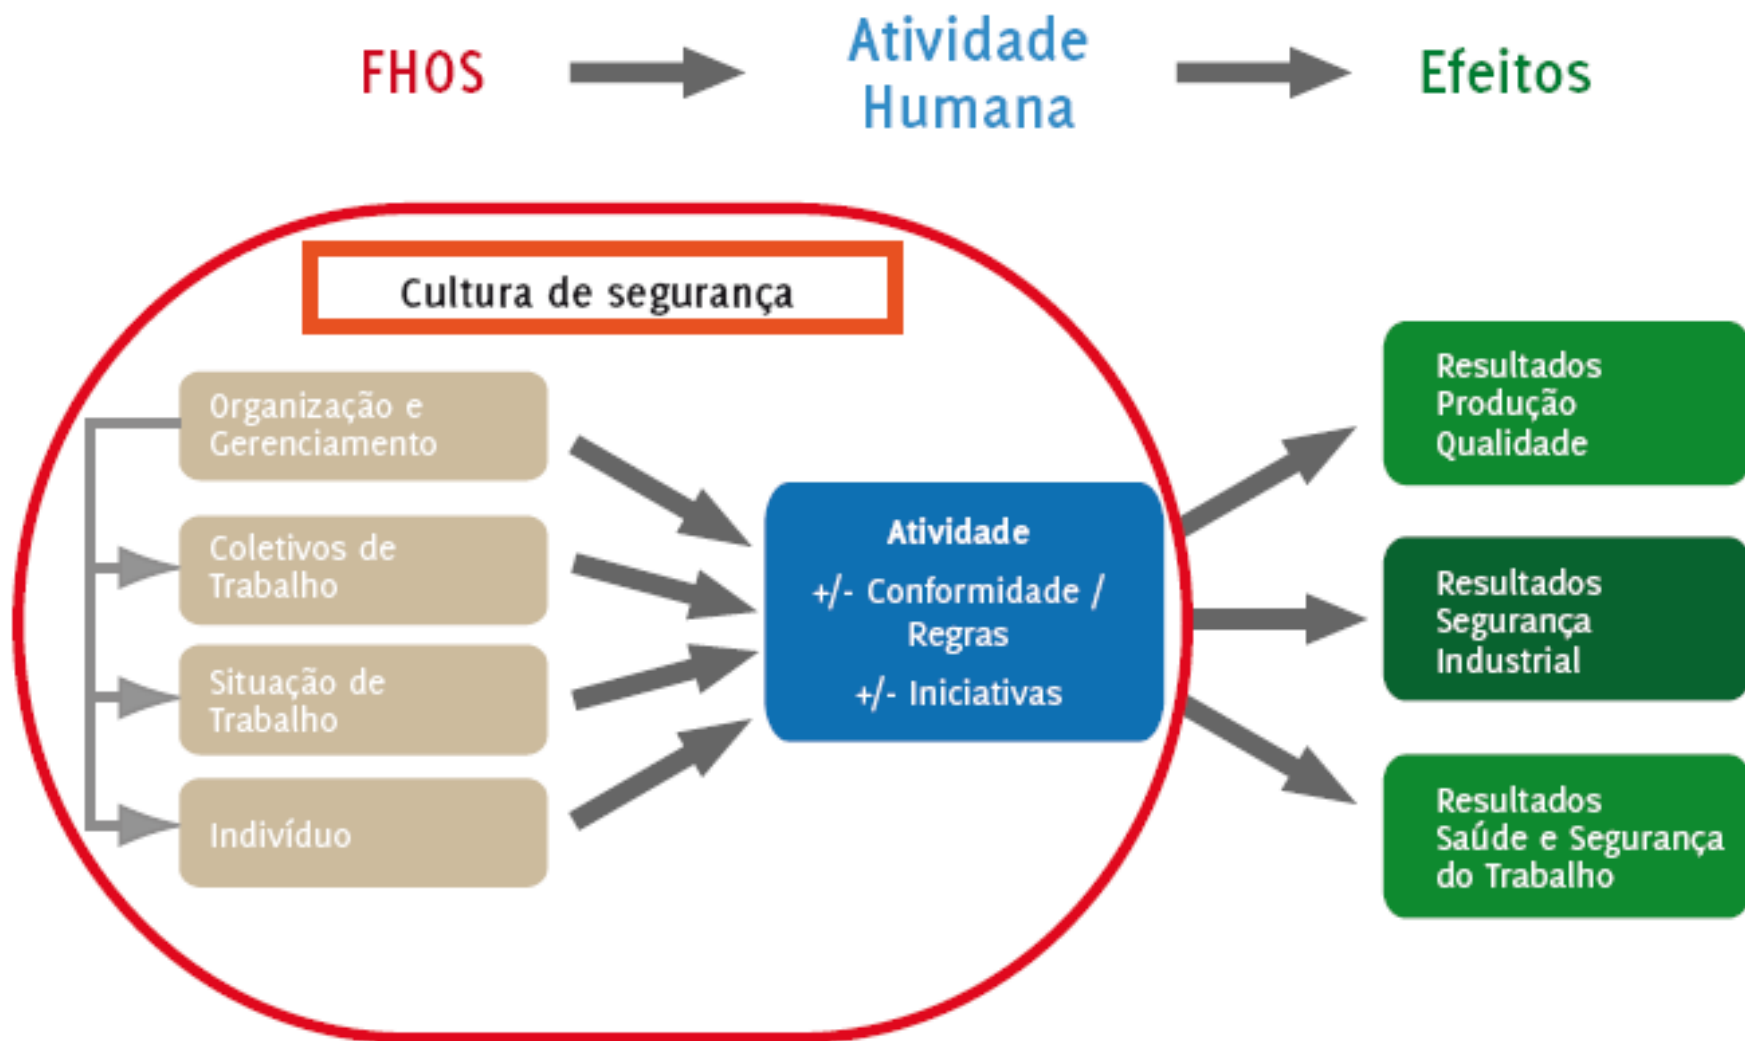 FHOS
Atividade
Humana
Efeitos
Cultura de segurança
Organização e
Gerenciamento
Coletivos de
Trabalho
Situação de
Trabalho
Indivíduo
Atividade
+/- Conformidade /
Regras
+/- Iniciativas
Resultados
Produção
Qualidade
Resultados
Segurança
Industrial
Resultados
Saúde e Segurança
do Trabalho